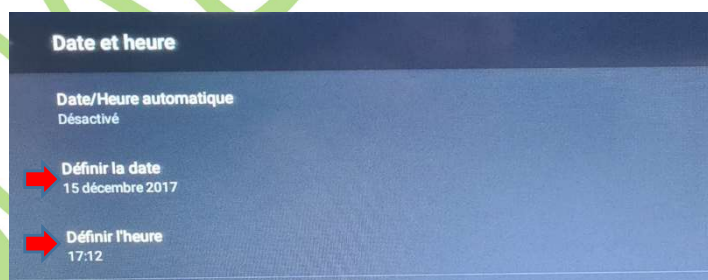 Date et heure
Date/Heure automatique
Désactivé
Définir la date
15 décembre 2017
Définir l'heure
17:12